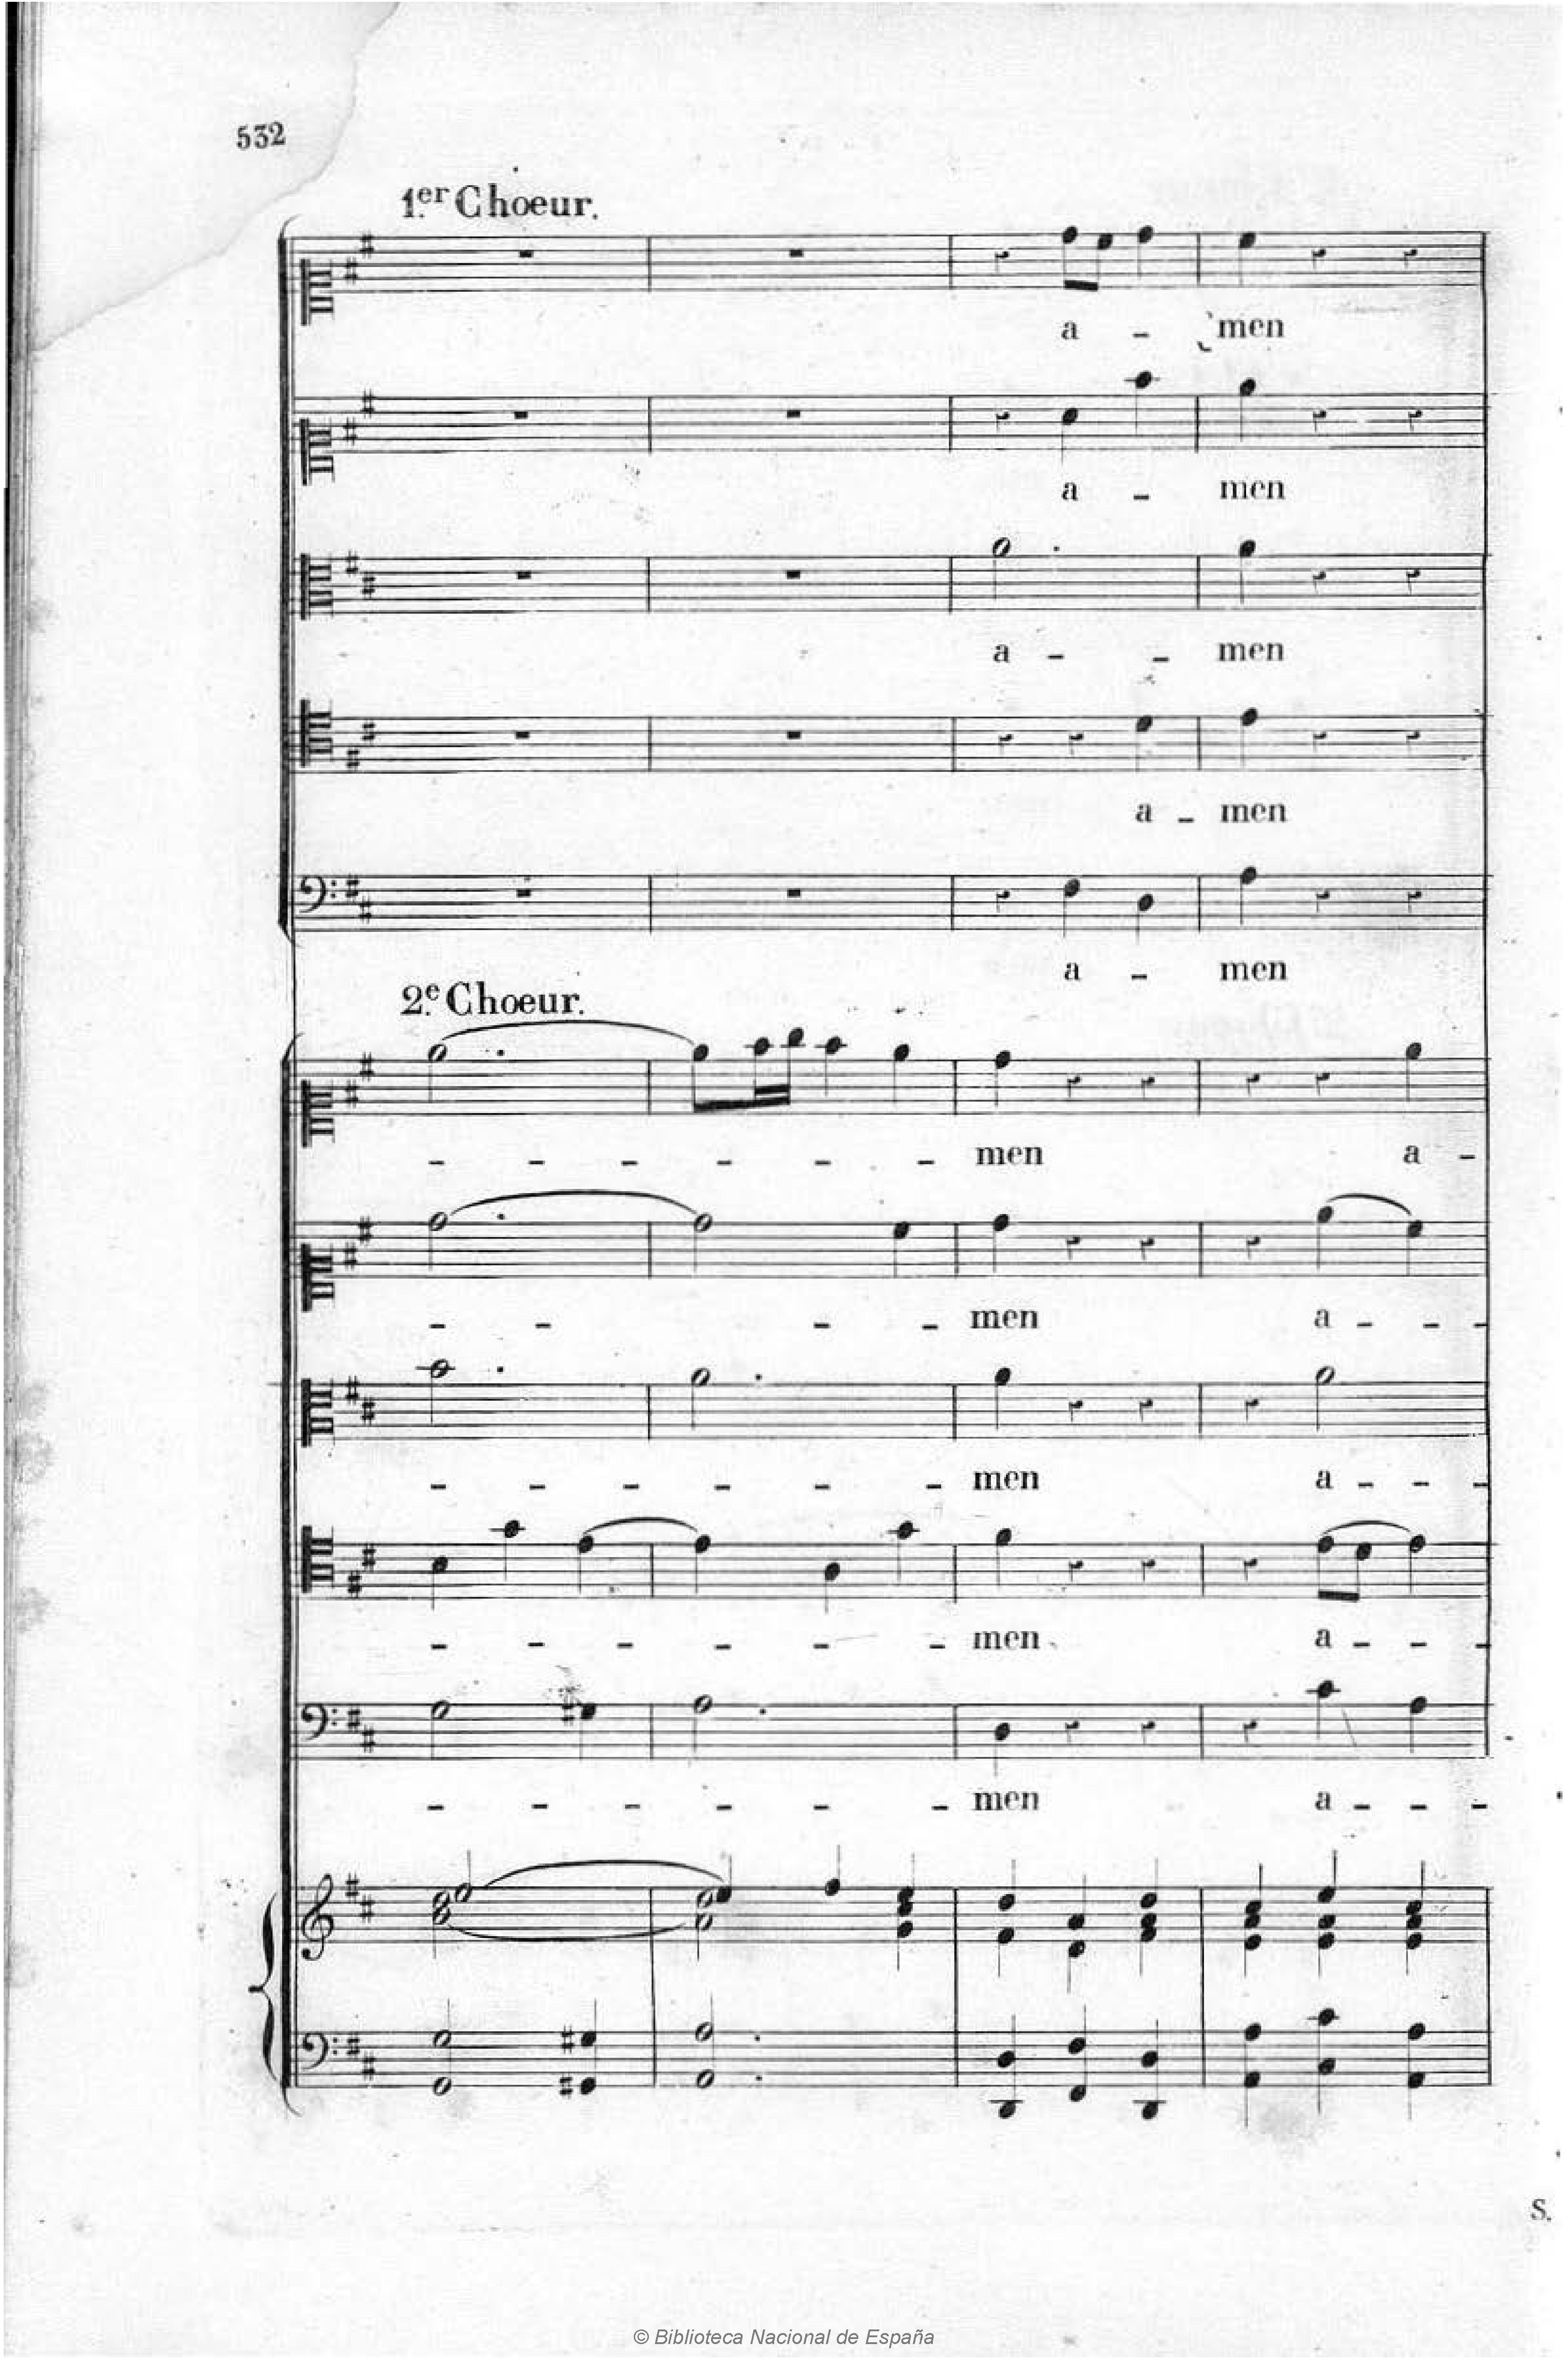 532
1.er Choeur.
a - men
a - men
a - - men
a - men
a - men
2.e Choeur.
- - - - - - men a -
- - - - men a - - -
- - - - - - men a - - -
- - - - - - men a - - -
- - - - - - men a - - -
S.
© Biblioteca Nacional de España